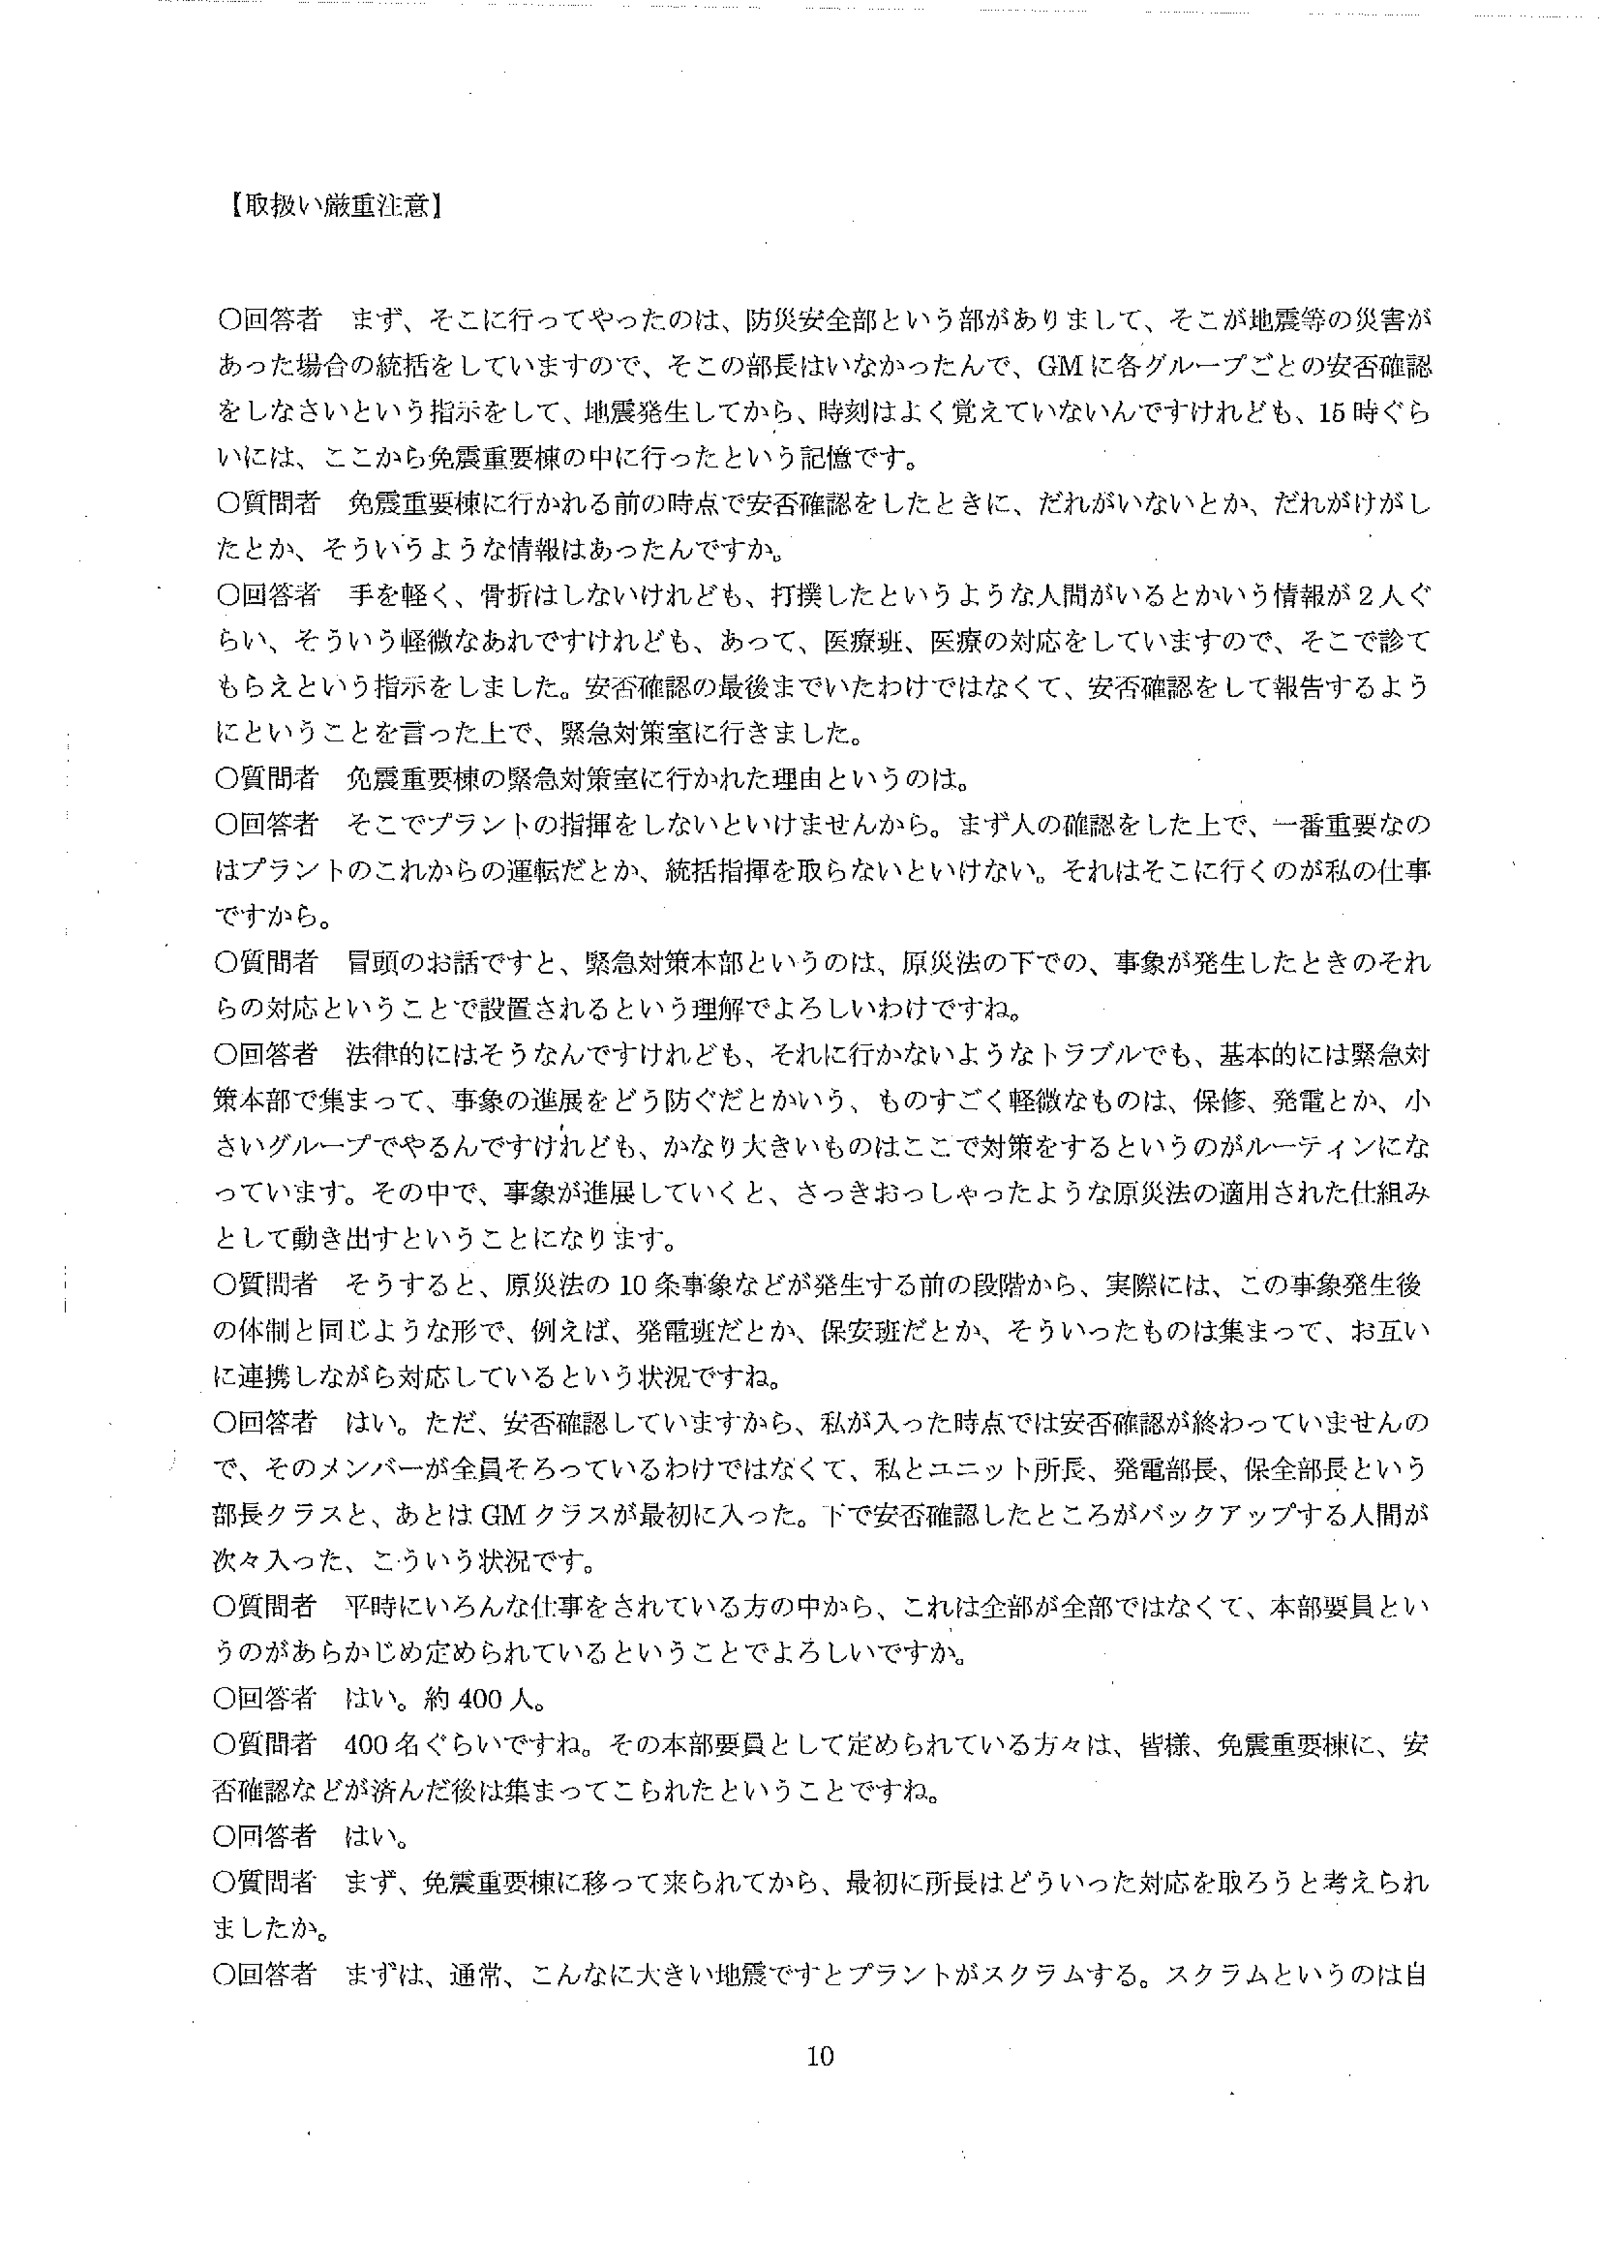 【取扱い厳重注意】
〇回答者　まず、そこに行ってやったのは、防災安全部という部がありまして、そこが地震等の災害が
あった場合の統括をしていますので、そこの部長はいなかったんで、GMに各グループごとの安否確認
をしなさいという指示をして、地震発生してから、時刻はよく覚えていないんですけれども、15時ぐら
いには、ここから免震重要棟の中に行ったという記憶です。
〇質問者　免震重要棟に行かれる前の時点で安否確認をしたときに、だれがいないとか、だれがけがし
たとか、そういうような情報はあったんですか。
〇回答者　手を軽く、骨折はしないけれども、打撲したというような人間がいるとかいう情報が2人ぐ
らい、そういう軽微なあれですけれども、あって、医療班、医療の対応をしていますので、そこで診て
もらえという指示をしました。安否確認の最後までいたわけではなくて、安否確認をして報告するよう
にということを言った上で、緊急対策室に行きました。
〇質問者　免震重要棟の緊急対策室に行かれた理由というのは。
〇回答者　そこでプラントの指揮をしないといけませんから。まず人の確認をした上で、一番重要なの
はプラントのこれからの運転だとか、統括指揮を取らないといけない。それはそこに行くのが私の仕事
ですから。
〇質問者　冒頭のお話ですと、緊急対策本部というのは、原災法の下での、事象が発生したときのそれ
らの対応ということで設置されるという理解でよろしいわけですね。
〇回答者　法律的にはそうなんですけれども、それに行かないようなトラブルでも、基本的には緊急対
策本部で集まって、事象の進展をどう防ぐだとかいう、ものすごく軽微なものは、保修、発電とか、小
さいグループでやるんですけれども、かなり大きいものはここで対策をするというのがルーティンにな
っています。その中で、事象が進展していくと、さっきおっしゃったような原災法の適用された仕組み
として動き出すということになります。
〇質問者　そうすると、原災法の10条事象などが発生する前の段階から、実際には、この事象発生後
の体制と同じような形で、例えば、発電班だとか、保安班だとか、そういったものは集まって、お互い
に連携しながら対応しているという状況ですね。
〇回答者　はい。ただ、安否確認していますから、私が入った時点では安否確認が終わっていませんの
で、そのメンバーが全員そろっているわけではなくて、私とユニット所長、発電部長、保全部長という
部長クラスと、あとはGMクラスが最初に入った。下で安否確認したところがバックアップする人間が
次々入った、こういう状況です。
〇質問者　平時にいろんな仕事をされている方の中から、これは全部が全部ではなくて、本部要員とい
うのがあらかじめ定められているということでよろしいですか。
〇回答者　はい。約400人。
〇質問者　400名ぐらいですね。その本部要員として定められている方々は、皆様、免震重要棟に、安
否確認などが済んだ後は集まってこられたということですね。
〇回答者　はい。
〇質問者　まず、免震重要棟に移って来られてから、最初に所長はどういった対応を取ろうと考えられ
ましたか。
〇回答者　まずは、通常、こんなに大きい地震ですとプラントがスクラムする。スクラムというのは自
10